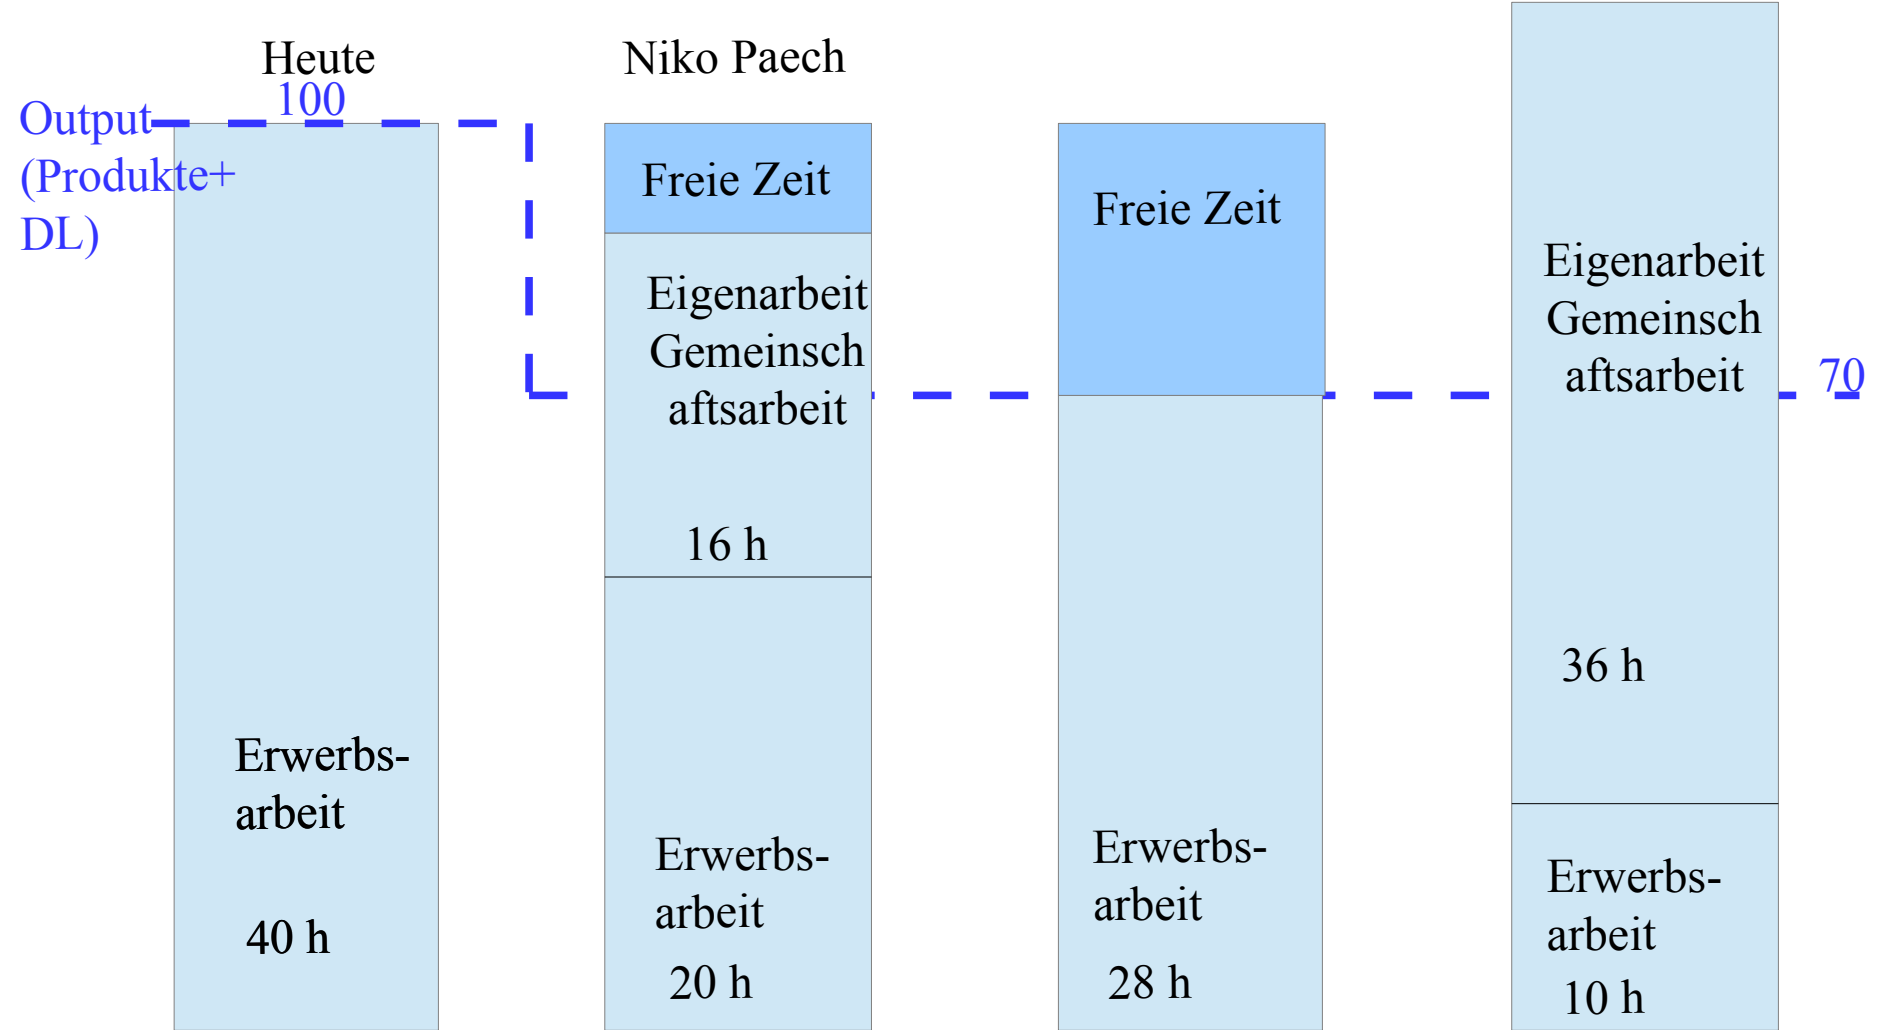 Heute
100
Output
(Produkte+
DL)
Erwerbs-
arbeit
40 h
Niko Paech
Freie Zeit
Eigenarbeit
Gemeinsch
aftsarbeit
16 h
Erwerbs-
arbeit
20 h
Freie Zeit
Erwerbs-
arbeit
28 h
Eigenarbeit
Gemeinsch
aftsarbeit
36 h
Erwerbs-
arbeit
10 h
70